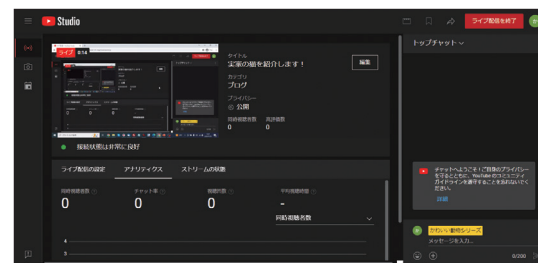 Studio
ライブ配信を終了
ライブ 8:14
タイトル
実家の猫を紹介します！
編集
カテゴリ
ブログ
プライバシー
公開
同時視聴者数 高評価数
0 0
接続状態は非常に良好
ライブ配信の設定 アナリティクス ストリームの状態
同時視聴者数 チャット率 視聴回数 平均視聴時間
0 0 0 -
同時視聴者数
4
3
トップチャット
チャットへようこそ！ご自身のプライバシー
を守るとともに、YouTube のコミュニティ
ガイドラインを遵守することを忘れないでく
ださい。
詳細
かわいい動物シリーズ
メッセージを入力...
0/200